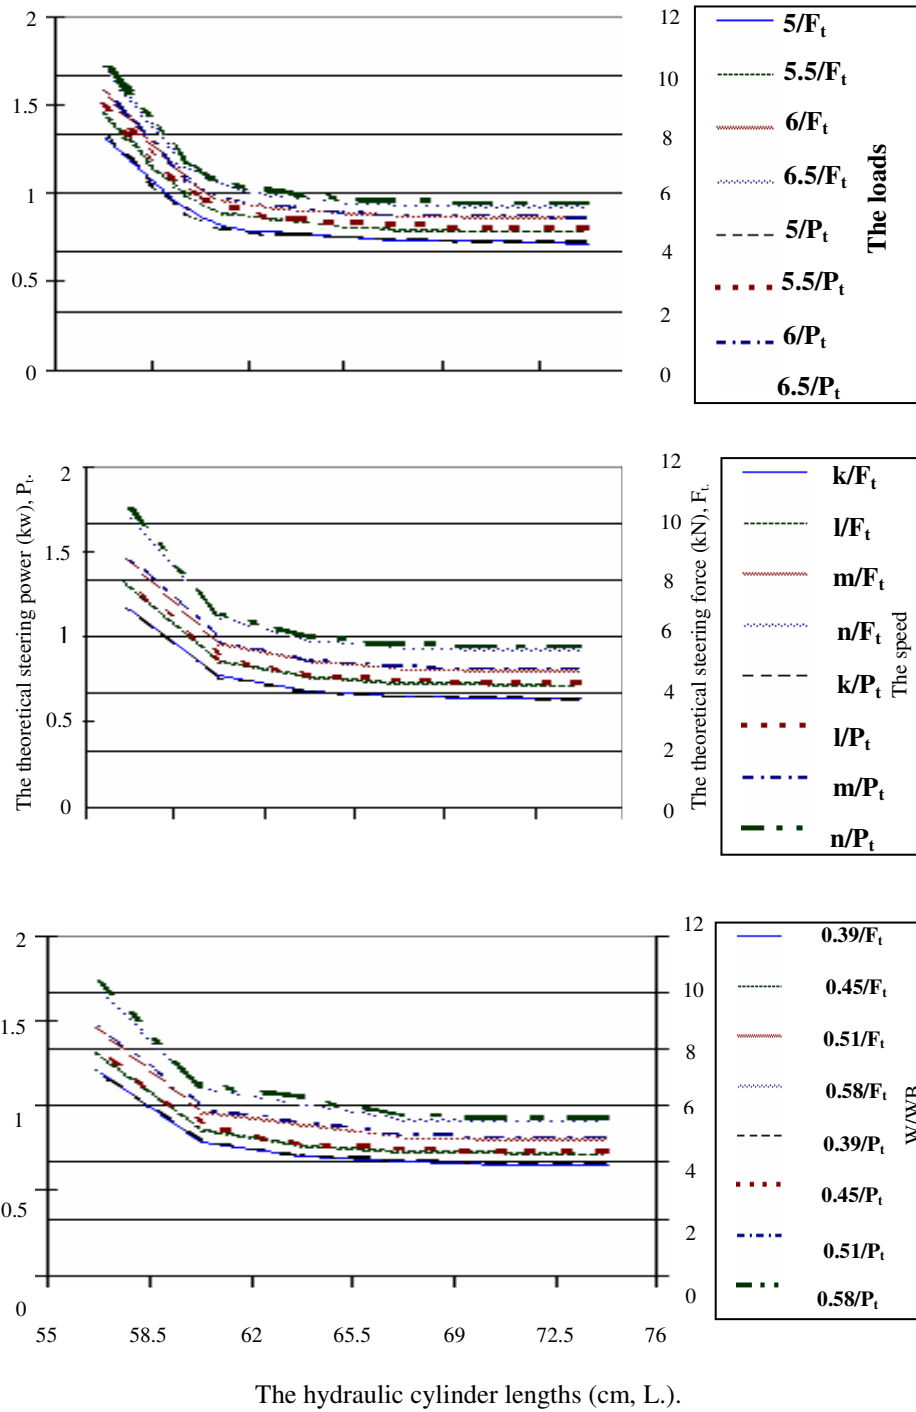 2
1.5
1
0.5
0
12
10
8
6
4
2
0
5/Ft
5.5/Ft
6/Ft
6.5/Ft
5/Pt
5.5/Pt
6/Pt
6.5/Pt
The loads
The theoretical steering power (kw), Pt.
2
1.5
1
0.5
0
12
10
8
6
4
2
0
The theoretical steering force (kN), Ft.
k/Ft
l/Ft
m/Ft
n/Ft
k/Pt
l/Pt
m/Pt
n/Pt
The speed
2
1.5
1
0.5
0
12
10
8
6
4
2
0
0.39/Ft
0.45/Ft
0.51/Ft
0.58/Ft
0.39/Pt
0.45/Pt
0.51/Pt
0.58/Pt
W/WB
55 58.5 62 65.5 69 72.5 76
The hydraulic cylinder lengths (cm, L.).